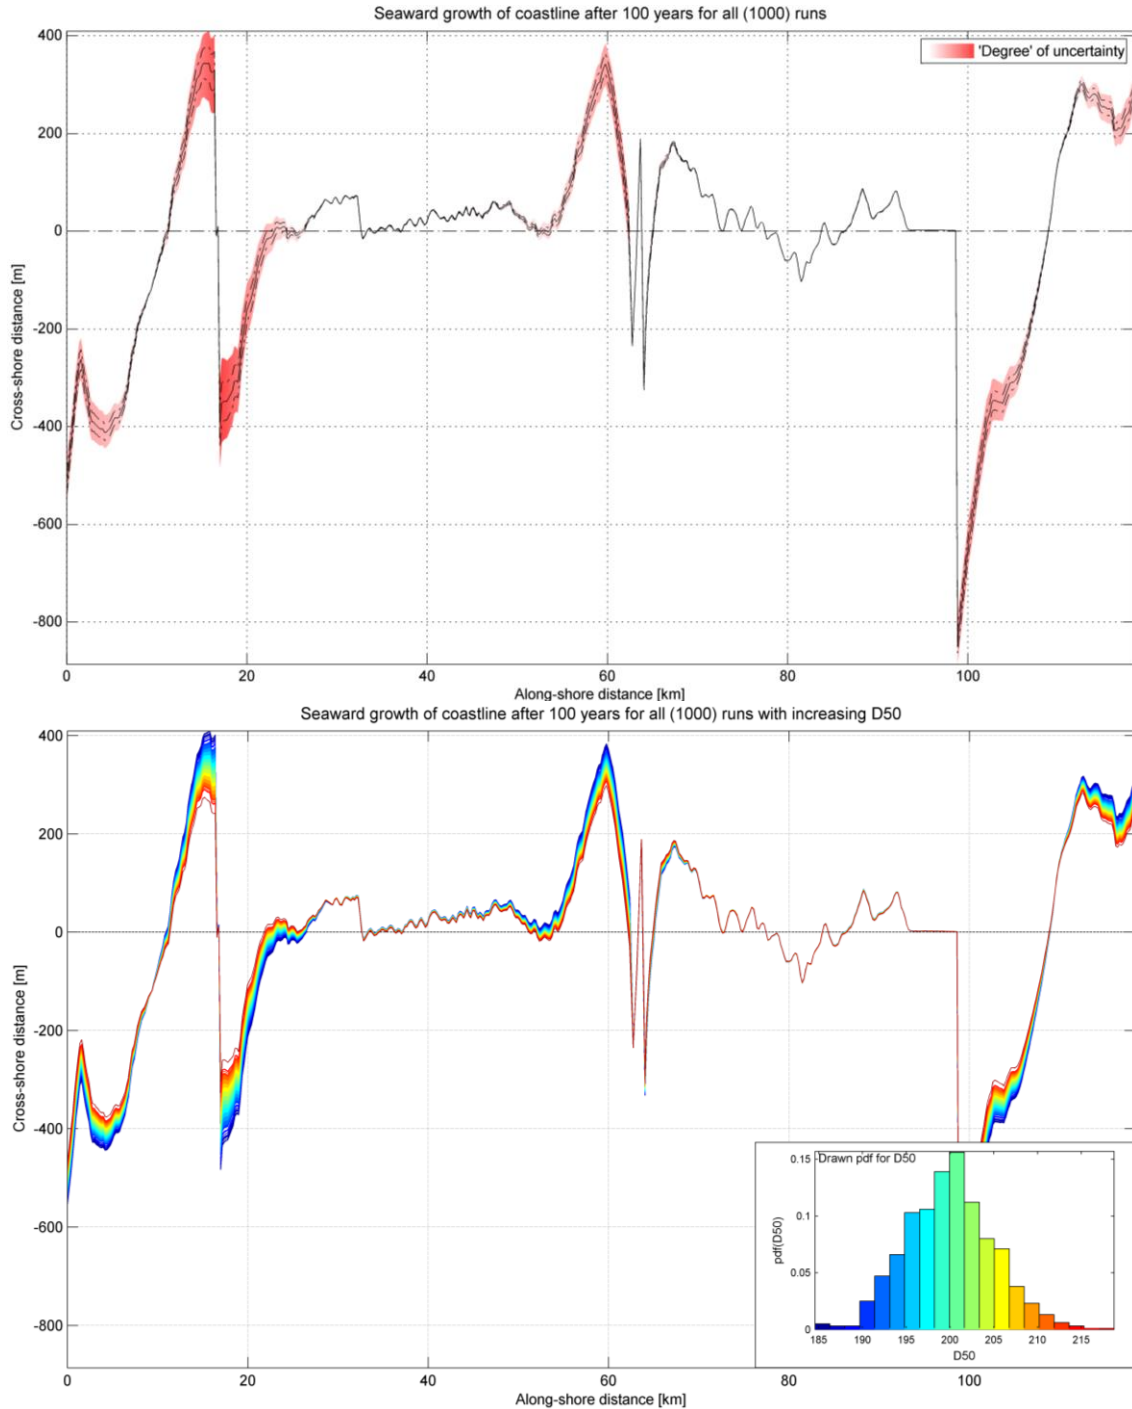 Seaward growth of coastline after 100 years for all (1000) runs
'Degree' of uncertainty
400
200
0
-200
-400
-600
-800
Cross-shore distance [m]
0 20 40 60 80 100
Along-shore distance [km]
Seaward growth of coastline after 100 years for all (1000) runs with increasing D50
400
200
0
-200
-400
-600
-800
Cross-shore distance [m]
Drawn pdf for D50
0.15
0.1
0.05
0
pdf(D50)
185 190 195 200 205 210 215
D50
0 20 40 60 80 100
Along-shore distance [km]